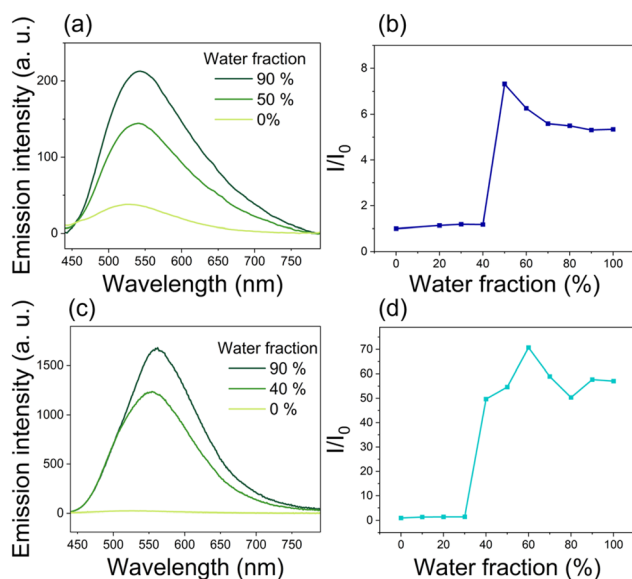 (a)
Emission intensity (a. u.)
200
100
0
Water fraction
90 %
50 %
0%
450 500 550 600 650 700 750
Wavelength (nm)
(b)
I/I0
8
6
4
2
0
0 20 40 60 80 100
Water fraction (%)
(c)
Emission intensity (a. u.)
1500
1000
500
0
Water fraction
90 %
40 %
0 %
450 500 550 600 650 700 750
Wavelength (nm)
(d)
I/I0
70
60
50
40
30
20
10
0
0 20 40 60 80 100
Water fraction (%)